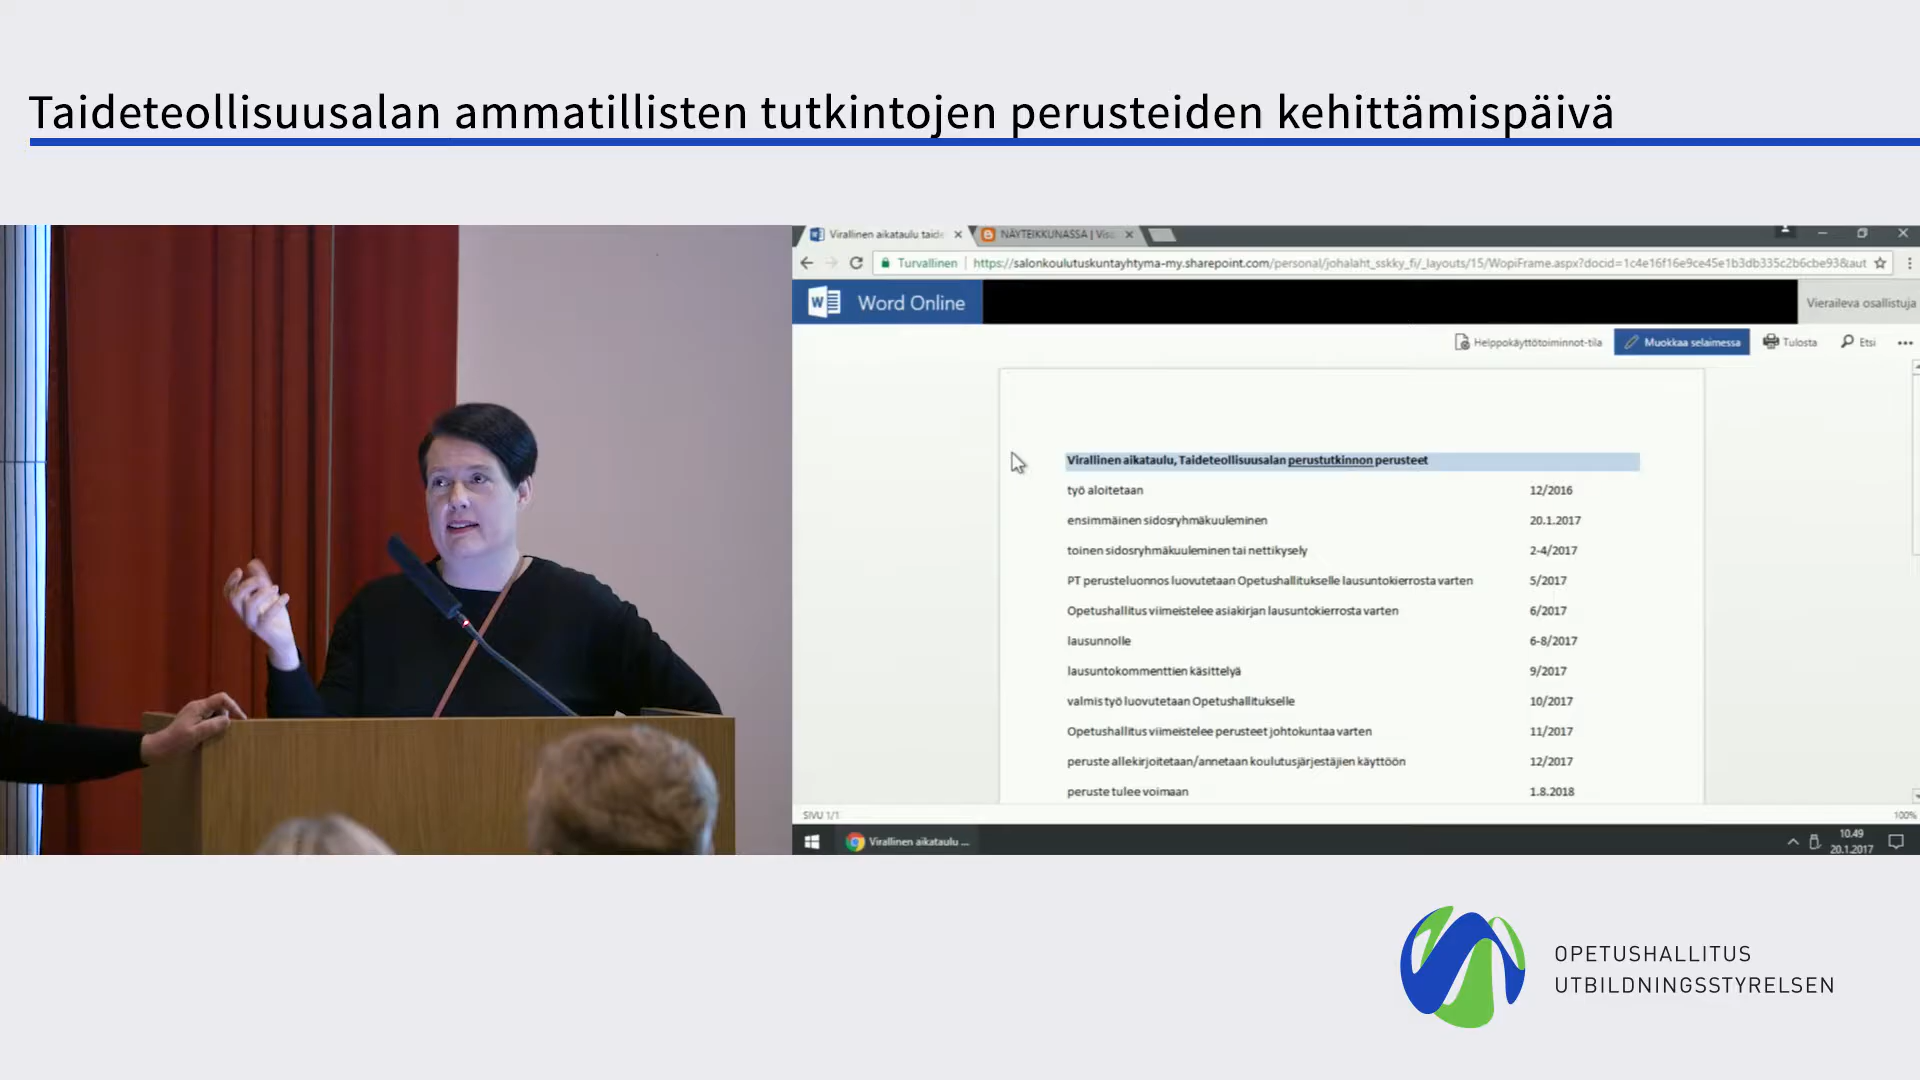 Taideteollisuusalan ammatillisten tutkintojen perusteiden kehittämispäivä
Virallinen aikataulu taide
NÄYTEIKKUNASSA | Visu
Turvallinen
https://salonkoulutuskuntayhtyma-my.sharepoint.com/personal/johalaht_sskky_fi/_layouts/15/WopiFrame.aspx?docid=1c4e16f16e9ce45e1b3db335c2b6cbe93&aut
Word Online
Vieraileva osallistuja
Helppokäyttötoiminnot-tila
Muokkaa selaimessa
Tulosta
Etsi
Virallinen aikataulu, Taideteollisuusalan perustutkinnon perusteet
työ aloitetaan 12/2016
ensimmäinen sidosryhmäkuuleminen 20.1.2017
toinen sidosryhmäkuuleminen tai nettikysely 2-4/2017
PT perusteluonnos luovutetaan Opetushallitukselle lausuntokierrosta varten 5/2017
Opetushallitus viimeistelee asiakirjan lausuntokierrosta varten 6/2017
lausunnolle 6-8/2017
lausuntokommenttien käsittelyä 9/2017
valmis työ luovutetaan Opetushallitukselle 10/2017
Opetushallitus viimeistelee perusteet johtokuntaa varten 11/2017
peruste allekirjoitetaan/annetaan koulutusjärjestäjien käyttöön 12/2017
peruste tulee voimaan 1.8.2018
SIVU 1/1
100%
Virallinen aikataulu ...
10.49
20.1.2017
OPETUSHALLITUS
UTBILDNINGSSTYRELSEN